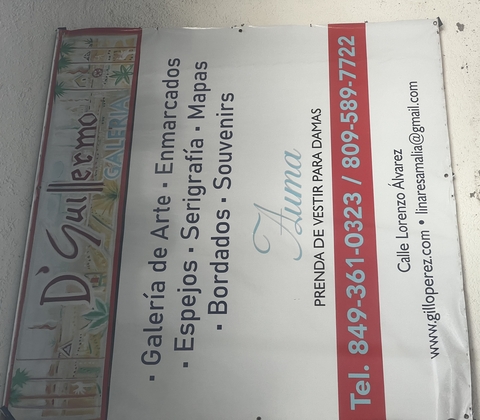 D' Guillermo
GALERIA
• Galería de Arte • Enmarcados
• Espejos • Serigrafía • Mapas
• Bordados • Souvenirs
Auma
PRENDA DE VESTIR PARA DAMAS
Tel. 849-361-0323 / 809-589-7722
Calle Lorenzo Álvarez
www.gilloperez.com • linaresamalia@gmail.com